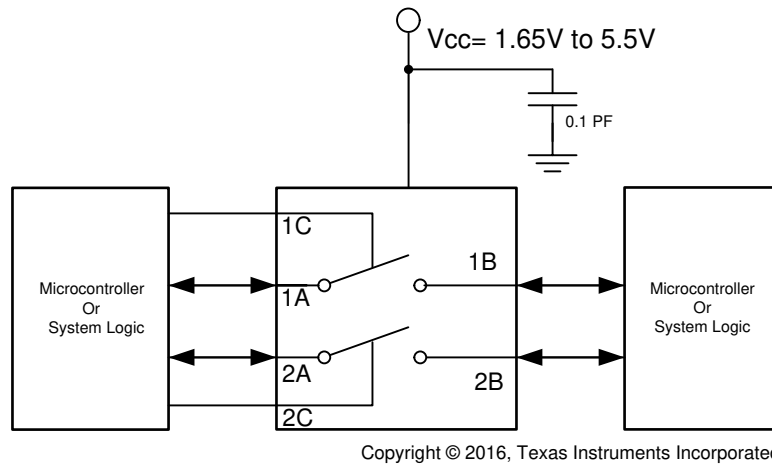 Vcc= 1.65V to 5.5V
0.1 PF
1C
1B
1A
Microcontroller
Or
System Logic
Microcontroller
Or
System Logic
2A
2B
2C
Copyright © 2016, Texas Instruments Incorporated